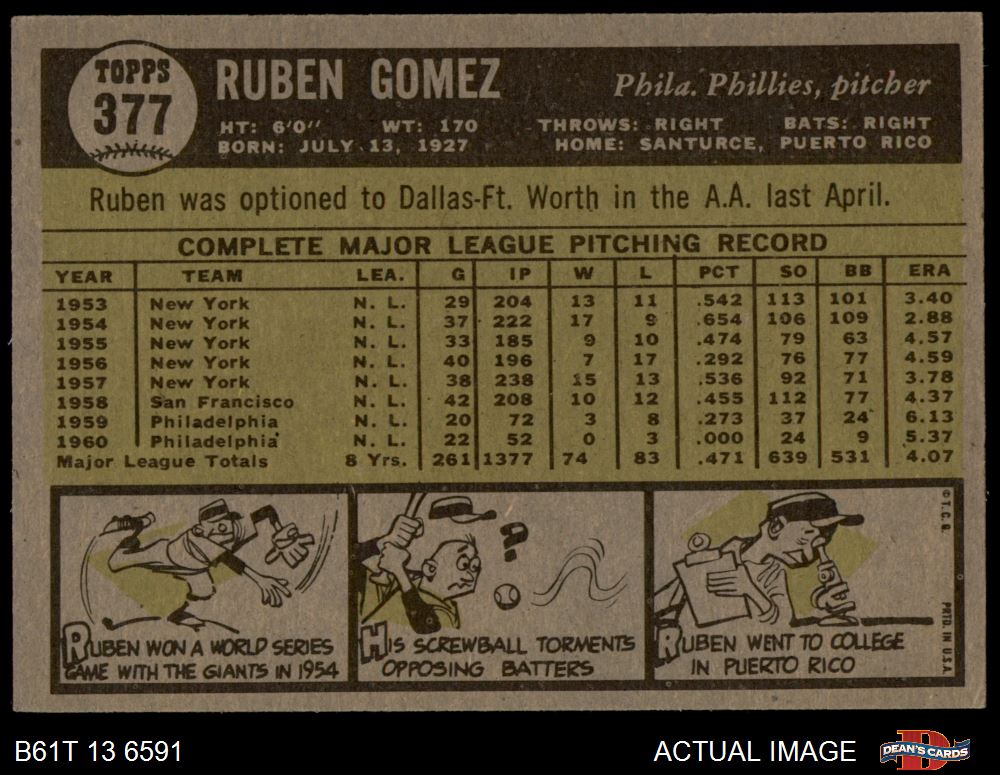 TOPPS
377
RUBEN GOMEZ
Phila. Phillies, pitcher
HT: 6'0" WT: 170 THROWS: RIGHT BATS: RIGHT
BORN: JULY 13, 1927 HOME: SANTURCE, PUERTO RICO
Ruben was optioned to Dallas-Ft. Worth in the A.A. last April.
COMPLETE MAJOR LEAGUE PITCHING RECORD
YEAR TEAM LEA. G IP W L PCT SO BB ERA
1953 New York N. L. 29 204 13 11 .542 113 101 3.40
1954 New York N. L. 37 222 17 9 .654 106 109 2.88
1955 New York N. L. 33 185 9 10 .474 79 63 4.57
1956 New York N. L. 40 196 7 17 .292 76 77 4.59
1957 New York N. L. 38 238 15 13 .536 92 71 3.78
1958 San Francisco N. L. 42 208 10 12 .455 112 77 4.37
1959 Philadelphia N. L. 20 72 3 8 .273 37 24 6.13
1960 Philadelphia N. L. 22 52 0 3 .000 24 9 5.37
Major League Totals 8 Yrs. 261 1377 74 83 .471 639 531 4.07
RUBEN WON A WORLD SERIES
GAME WITH THE GIANTS IN 1954
HIS SCREWBALL TORMENTS
OPPOSING BATTERS
RUBEN WENT TO COLLEGE
IN PUERTO RICO
© T.C.G.
PRTD. IN U.S.A.
B61T 13 6591
ACTUAL IMAGE
DEAN'S CARDS